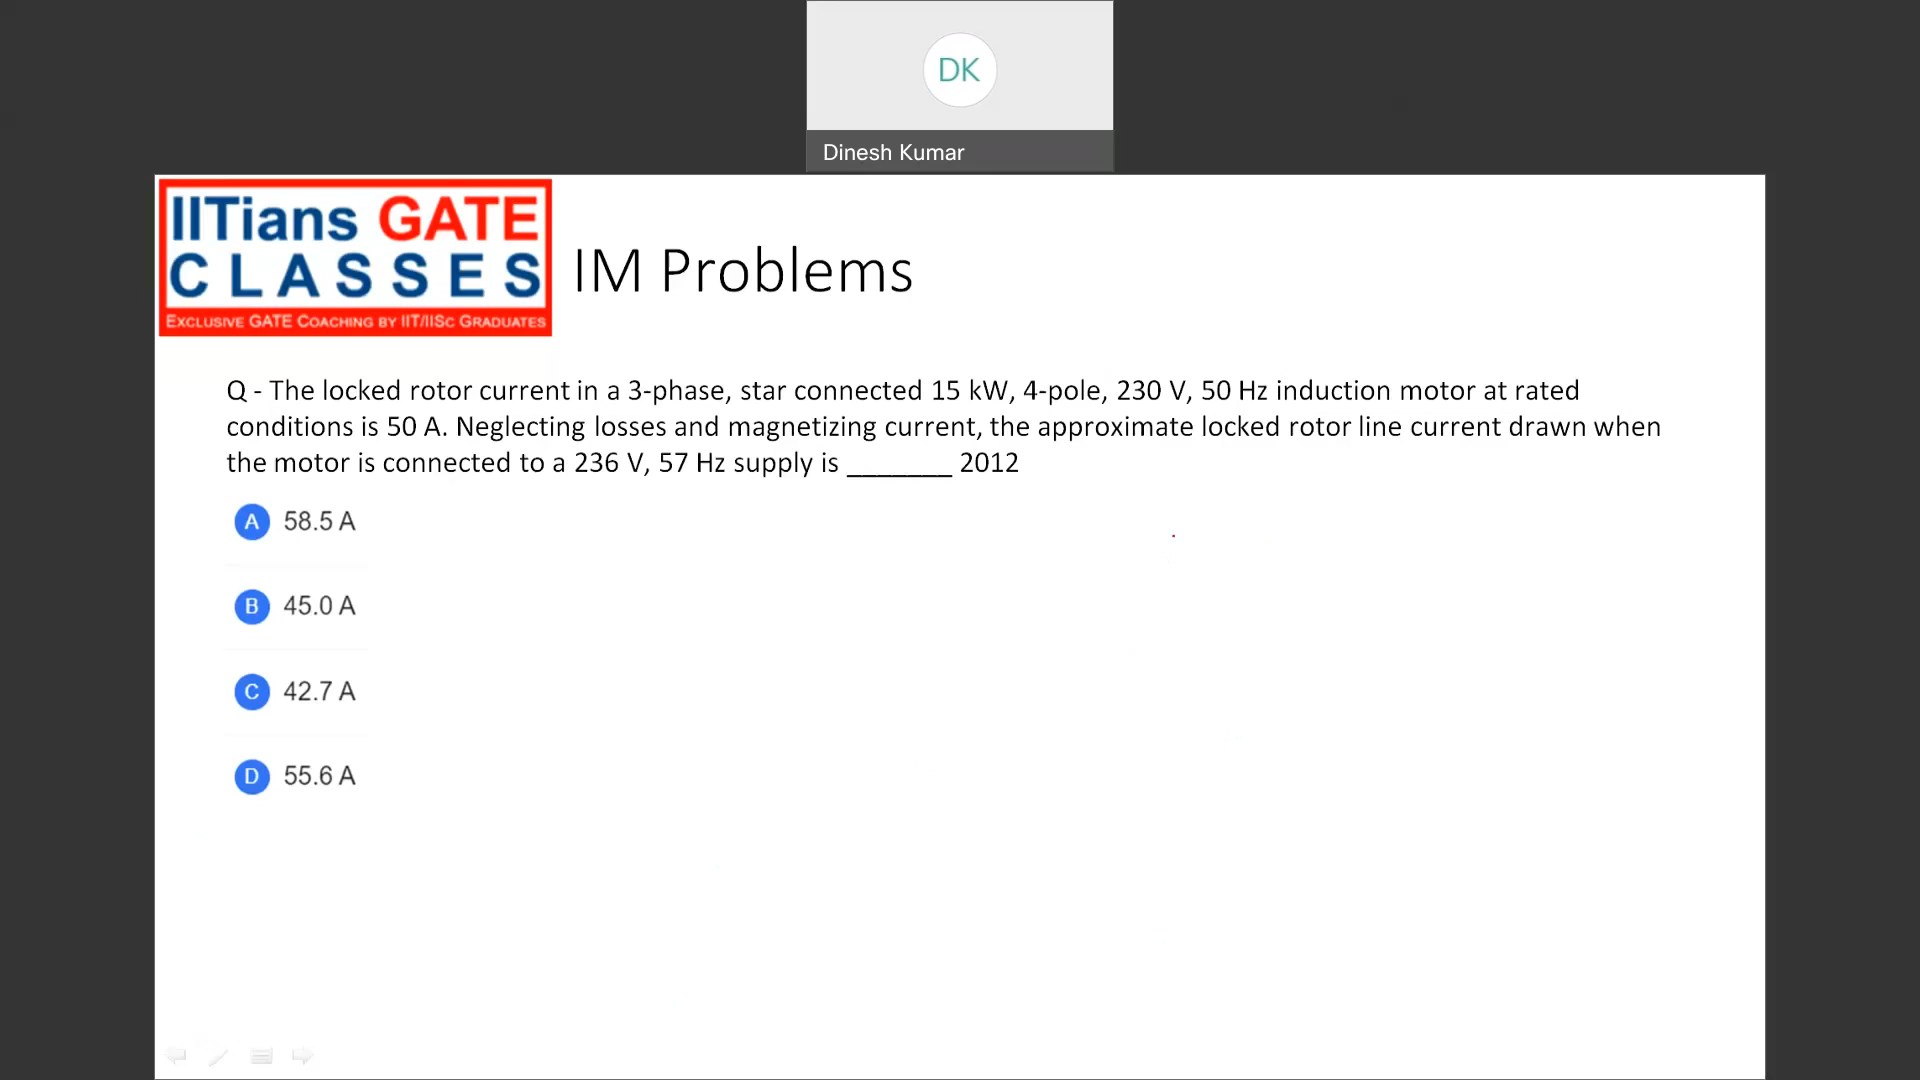 DK
Dinesh Kumar
IITians GATE
CLASSES
EXCLUSIVE GATE COACHING BY IIT/IISC GRADUATES
IM Problems
Q - The locked rotor current in a 3-phase, star connected 15 kW, 4-pole, 230 V, 50 Hz induction motor at rated
conditions is 50 A. Neglecting losses and magnetizing current, the approximate locked rotor line current drawn when
the motor is connected to a 236 V, 57 Hz supply is _______ 2012
A 58.5 A
B 45.0 A
C 42.7 A
D 55.6 A